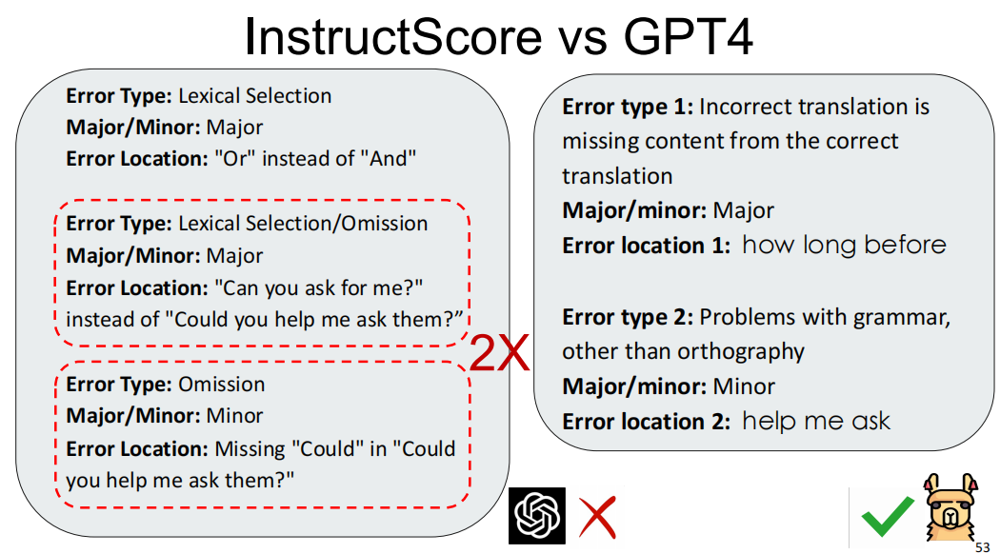 InstructScore vs GPT4
Error Type: Lexical Selection
Major/Minor: Major
Error Location: "Or" instead of "And"
Error Type: Lexical Selection/Omission
Major/Minor: Major
Error Location: "Can you ask for me?"
instead of "Could you help me ask them?”
2X
Error Type: Omission
Major/Minor: Minor
Error Location: Missing "Could" in "Could
you help me ask them?"
Error type 1: Incorrect translation is
missing content from the correct
translation
Major/minor: Major
Error location 1: how long before
Error type 2: Problems with grammar,
other than orthography
Major/minor: Minor
Error location 2: help me ask
53